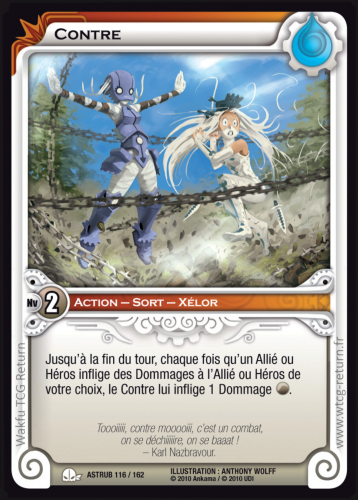 CONTRE
Nv 2 ACTION – SORT – XÉLOR
Jusqu'à la fin du tour, chaque fois qu'un Allié ou
Héros inflige des Dommages à l'Allié ou Héros de
votre choix, le Contre lui inflige 1 Dommage .
Toooiiii, contre moooiii, c'est un combat,
on se déchiiiire, on se baaat !
– Karl Nazbravour.
ASTRUB 116 / 162
ILLUSTRATION : ANTHONY WOLFF
© 2010 Ankama / © 2010 UDI
Wakfu TCG Return
www.wtcg-return.fr